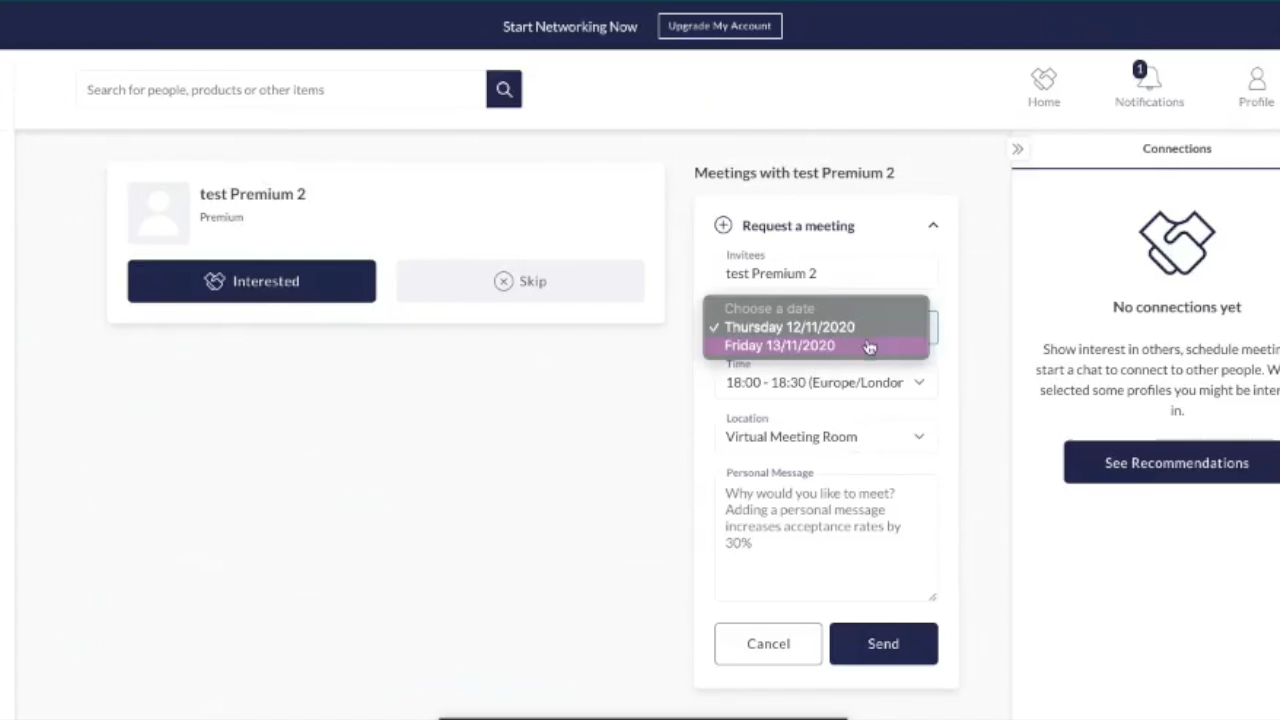 Start Networking Now
Upgrade My Account
Search for people, products or other items
Home
1
Notifications
Profile
test Premium 2
Premium
Interested
Skip
Meetings with test Premium 2
Request a meeting
Invitees
test Premium 2
Choose a date
Thursday 12/11/2020
Friday 13/11/2020
Time
18:00 - 18:30 (Europe/London
Location
Virtual Meeting Room
Personal Message
Why would you like to meet?
Adding a personal message
increases acceptance rates by
30%
Cancel
Send
Connections
No connections yet
Show interest in others, schedule
start a chat to connect to other people.
selected some profiles you might be
in.
See Recommendations